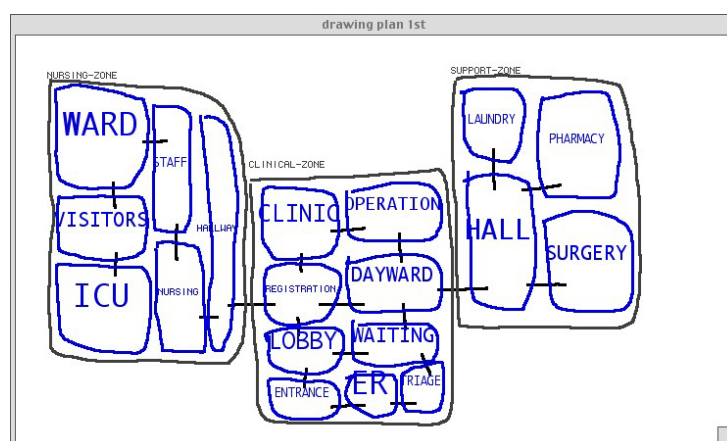 drawing plan 1st
NURSING-ZONE
WARD
STAFF
VISITORS
HALLWAY
ICU
NURSING
CLINICAL-ZONE
CLINIC
OPERATION
REGISTRATION
DAYWARD
LOBBY
WAITING
ENTRANCE
ER
TRIAGE
SUPPORT-ZONE
LAUNDRY
PHARMACY
HALL
SURGERY